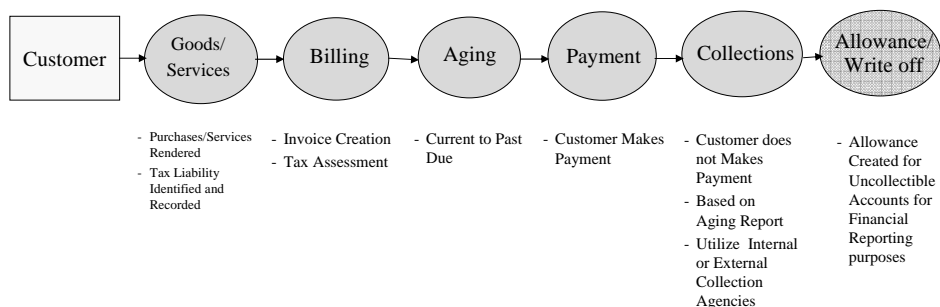 Customer
Goods/
Services
Billing
Aging
Payment
Collections
Allowance/
Write off
- Purchases/Services
Rendered
- Tax Liability
Identified and
Recorded
- Invoice Creation
- Tax Assessment
- Current to Past
Due
- Customer Makes
Payment
- Customer does
not Makes
Payment
- Based on
Aging Report
- Utilize Internal
or External
Collection
Agencies
- Allowance
Created for
Uncollectible
Accounts for
Financial
Reporting
purposes